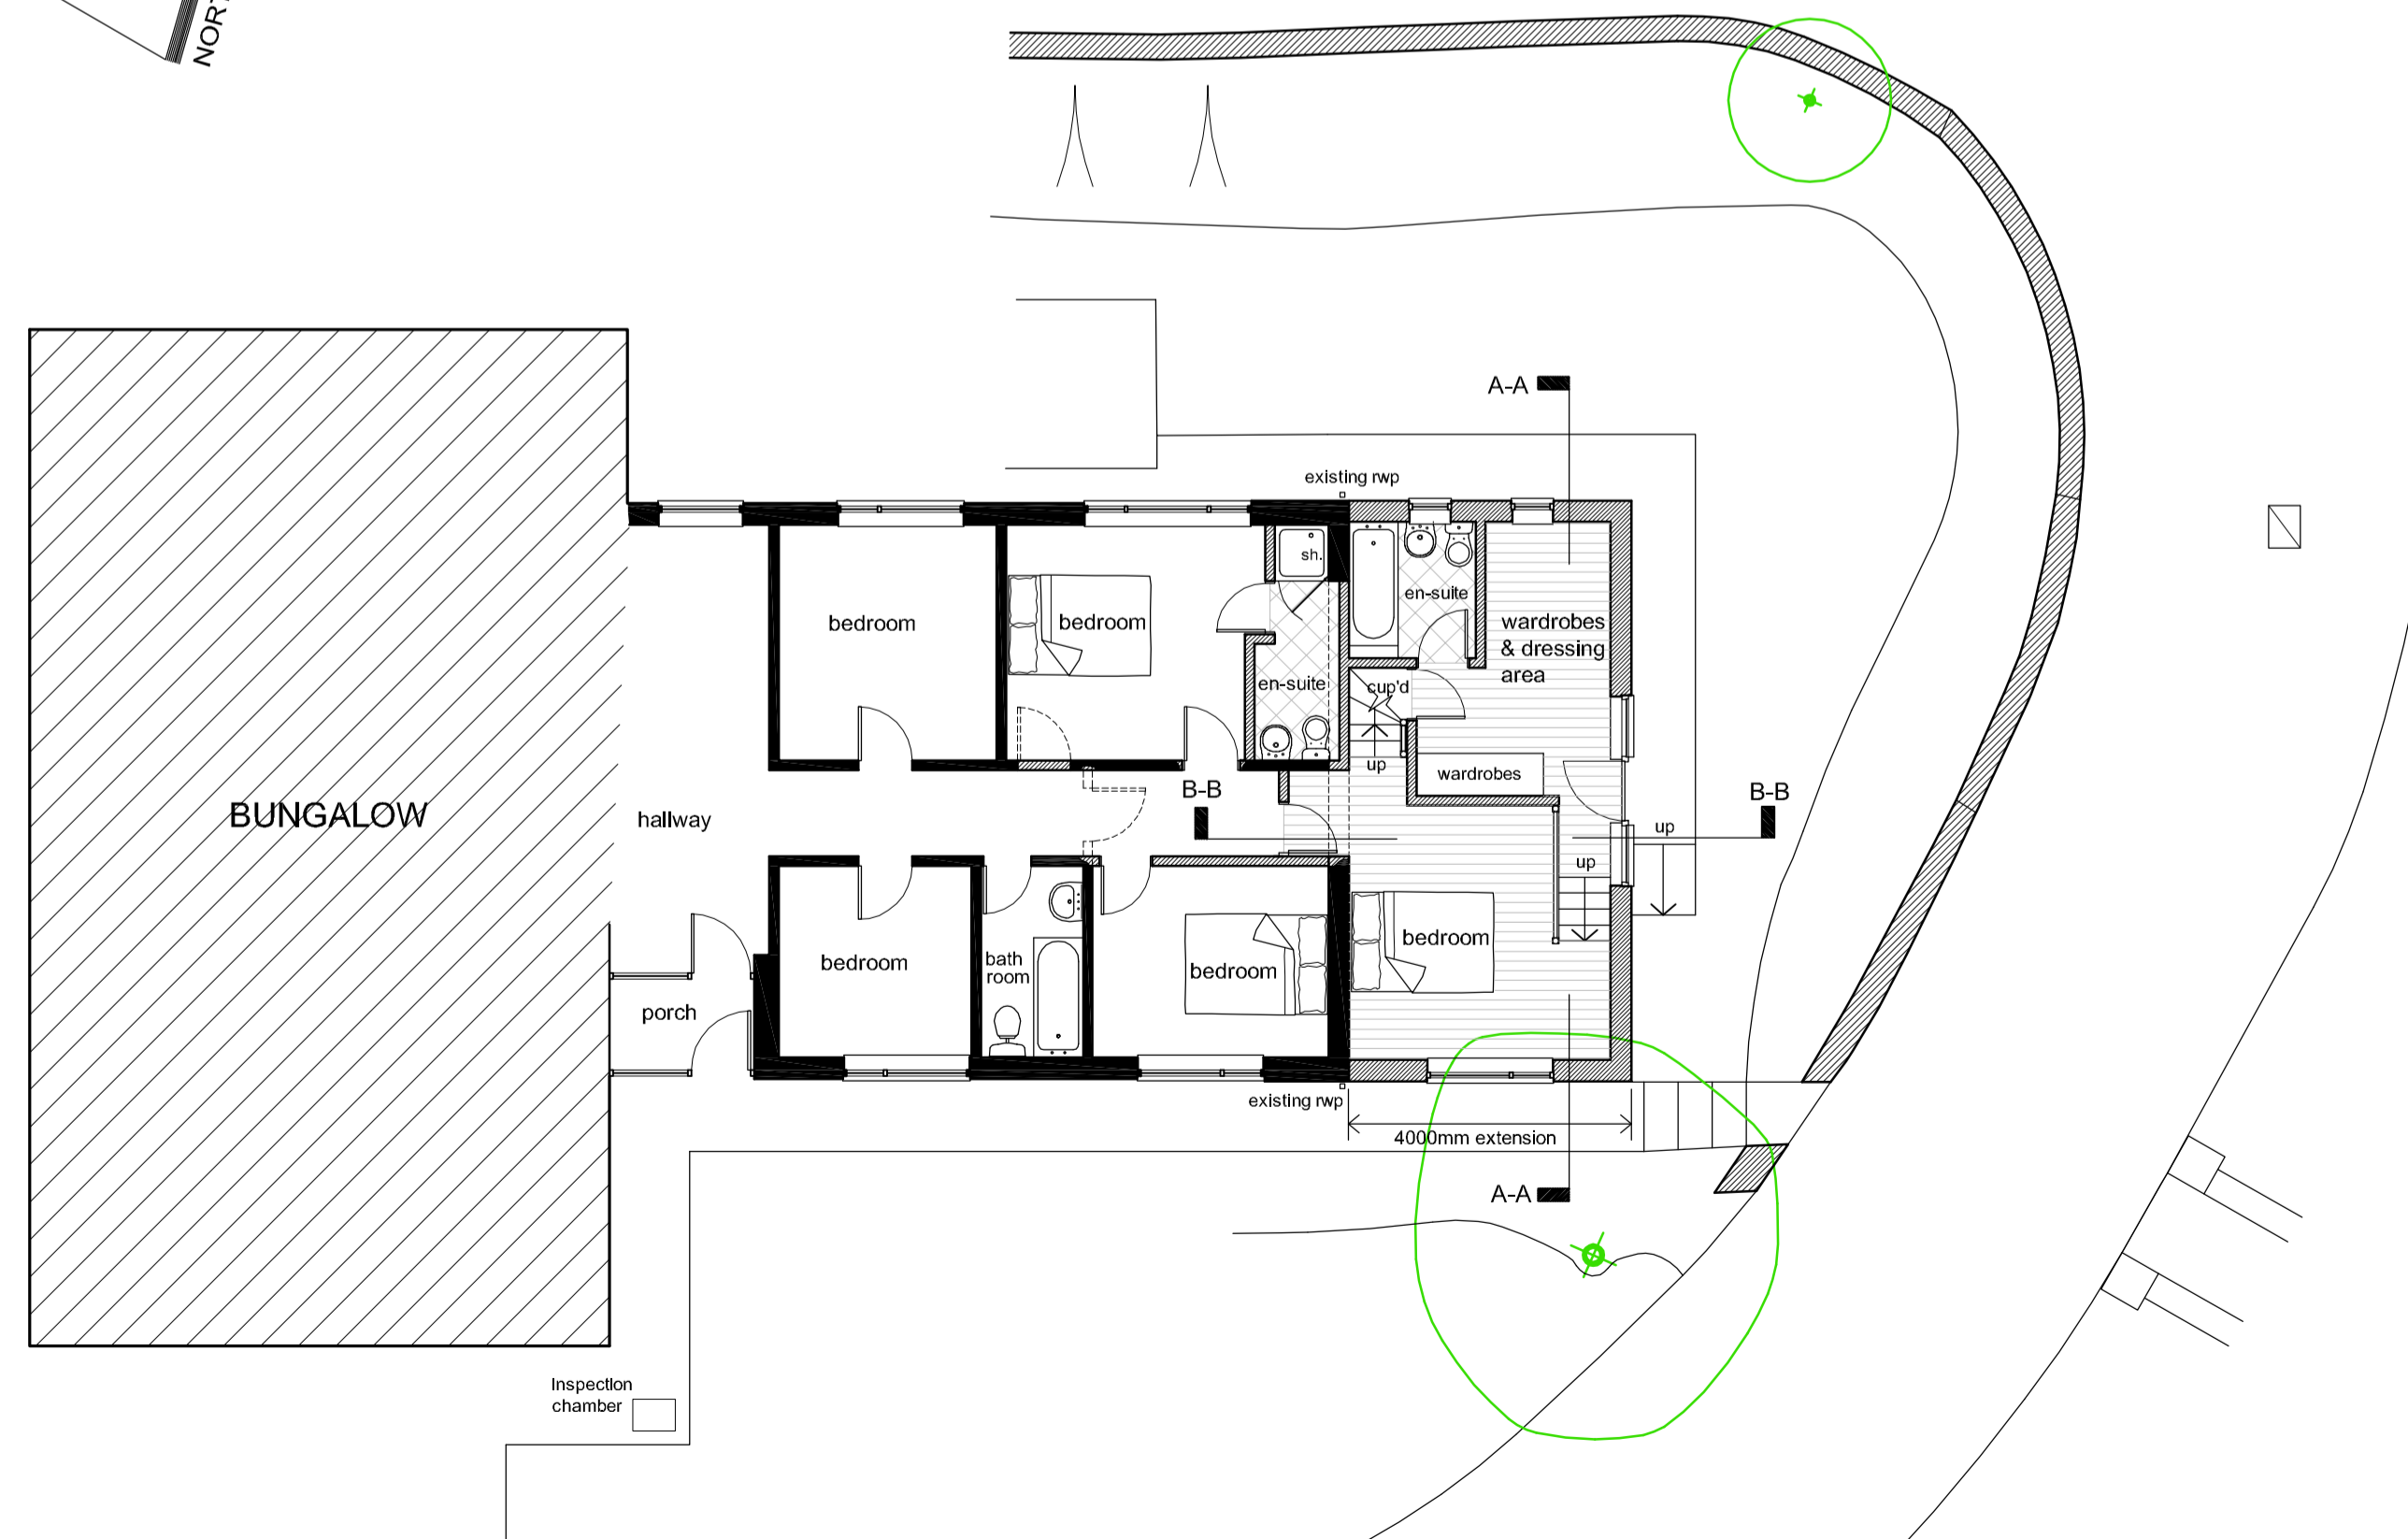 NORT
A-A
existing rwp
sh.
en-suite
bedroom
bedroom
wardrobes
& dressing
area
en-suite
cup'd
up
wardrobes
B-B
B-B
BUNGALOW
hallway
up
up
bedroom
bedroom
bath
room
bedroom
porch
existing rwp
4000mm extension
A-A
Inspection
chamber